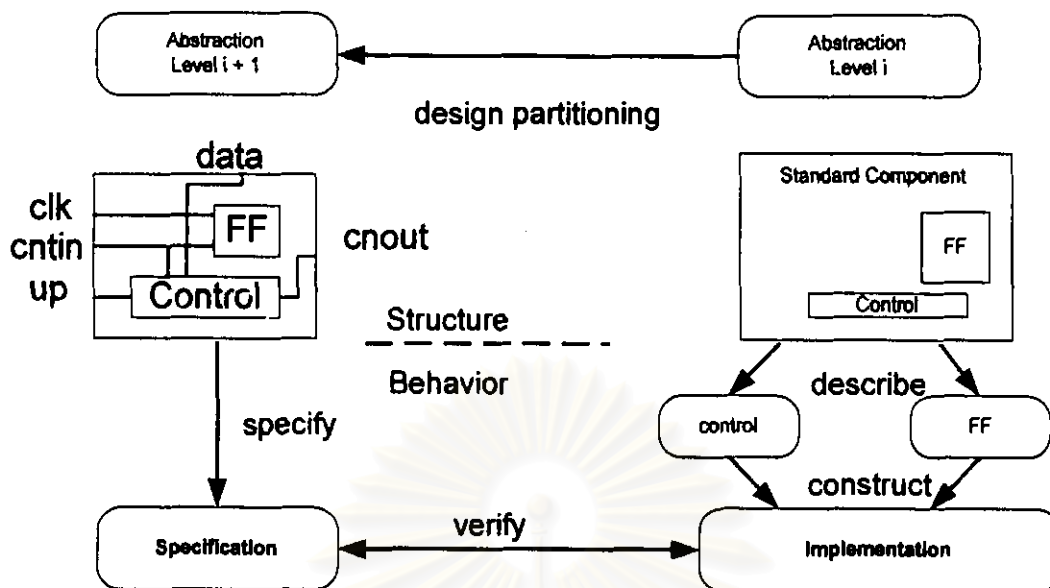 Abstraction
Level i + 1
Abstraction
Level i
design partitioning
data
clk
cntin
up
FF
Control
cnout
Standard Component
FF
Control
Structure
Behavior
specify
describe
control
FF
construct
Specification
verify
Implementation